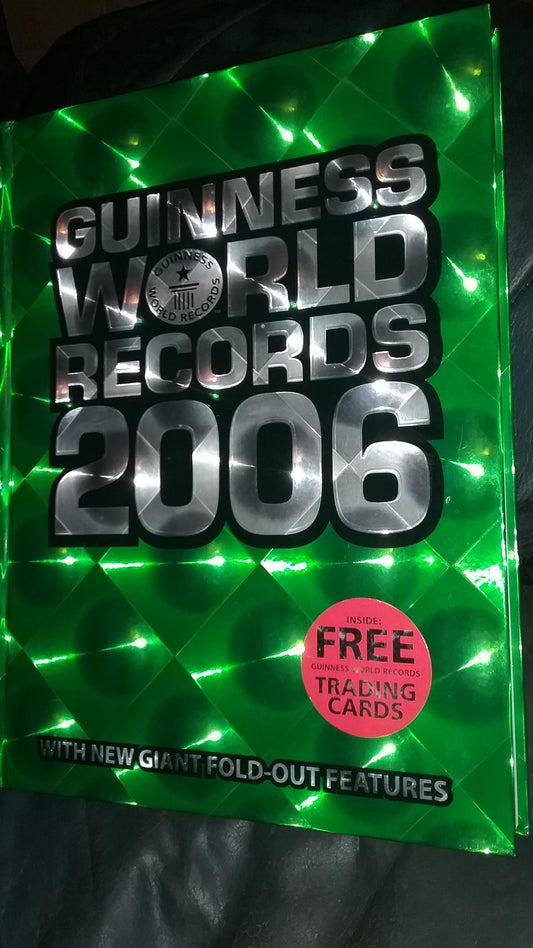 GUINNESS
WORLD
GUINNESS
WORLD RECORDS
TM
RECORDS
2006
INSIDE:
FREE
GUINNESS WORLD RECORDS
TRADING
CARDS
WITH NEW GIANT FOLD-OUT FEATURES